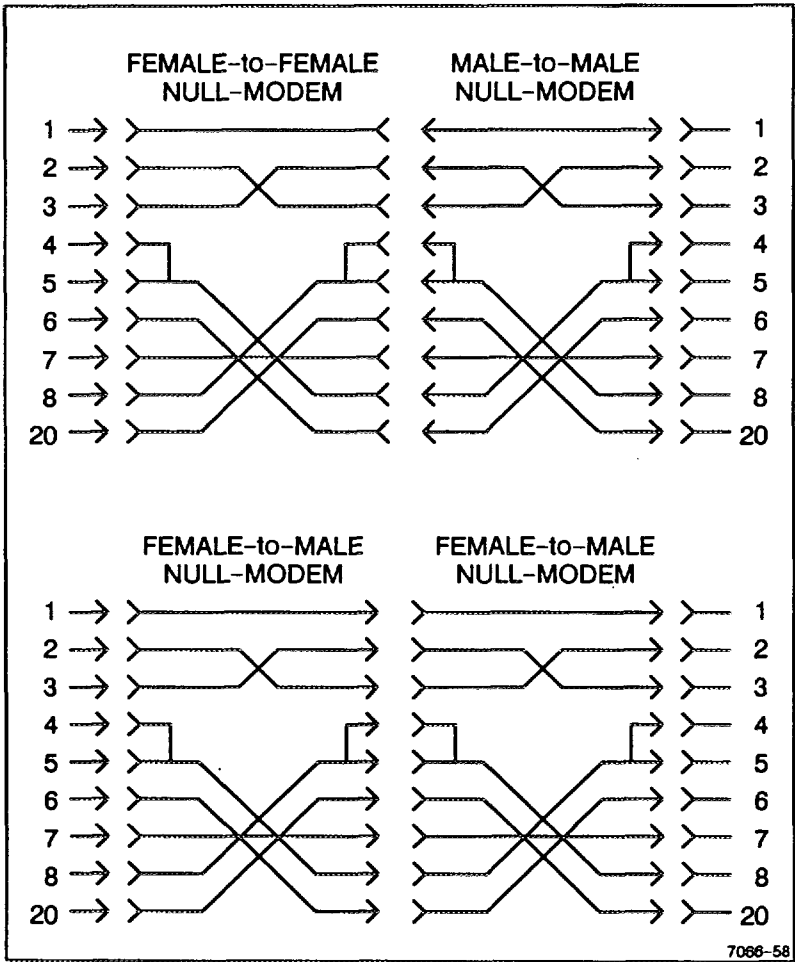 FEMALE-to-FEMALE
NULL-MODEM
MALE-to-MALE
NULL-MODEM
1 1
2 2
3 3
4 4
5 5
6 6
7 7
8 8
20 20
FEMALE-to-MALE
NULL-MODEM
FEMALE-to-MALE
NULL-MODEM
1 1
2 2
3 3
4 4
5 5
6 6
7 7
8 8
20 20
7066-58